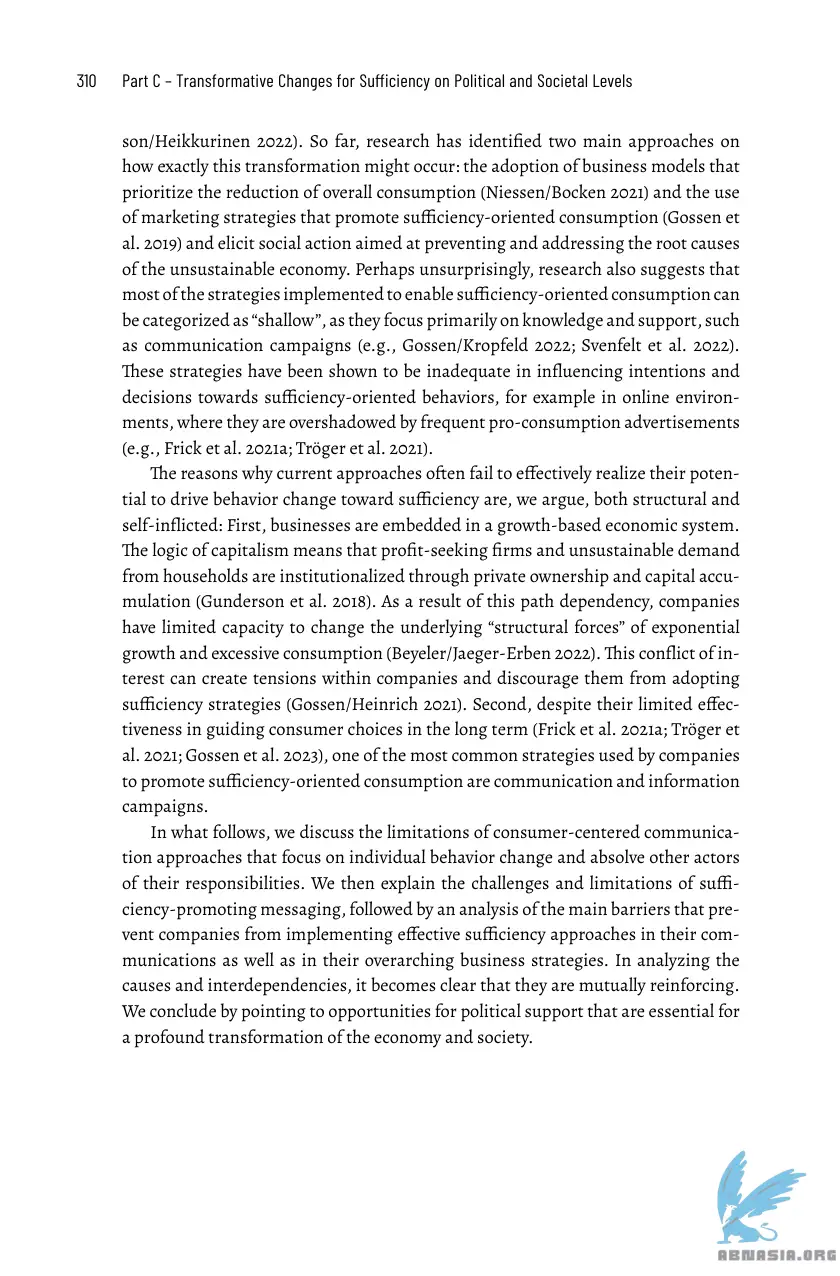 310 Part C – Transformative Changes for Sufficiency on Political and Societal Levels
son/Heikkurinen 2022). So far, research has identified two main approaches on
how exactly this transformation might occur: the adoption of business models that
prioritize the reduction of overall consumption (Niessen/Bocken 2021) and the use
of marketing strategies that promote sufficiency-oriented consumption (Gossen et
al. 2019) and elicit social action aimed at preventing and addressing the root causes
of the unsustainable economy. Perhaps unsurprisingly, research also suggests that
most of the strategies implemented to enable sufficiency-oriented consumption can
be categorized as “shallow”, as they focus primarily on knowledge and support, such
as communication campaigns (e.g., Gossen/Kropfeld 2022; Svenfelt et al. 2022).
These strategies have been shown to be inadequate in influencing intentions and
decisions towards sufficiency-oriented behaviors, for example in online environ-
ments, where they are overshadowed by frequent pro-consumption advertisements
(e.g., Frick et al. 2021a; Tröger et al. 2021).
The reasons why current approaches often fail to effectively realize their poten-
tial to drive behavior change toward sufficiency are, we argue, both structural and
self-inflicted: First, businesses are embedded in a growth-based economic system.
The logic of capitalism means that profit-seeking firms and unsustainable demand
from households are institutionalized through private ownership and capital accu-
mulation (Gunderson et al. 2018). As a result of this path dependency, companies
have limited capacity to change the underlying “structural forces” of exponential
growth and excessive consumption (Beyeler/Jaeger-Erben 2022). This conflict of in-
terest can create tensions within companies and discourage them from adopting
sufficiency strategies (Gossen/Heinrich 2021). Second, despite their limited effec-
tiveness in guiding consumer choices in the long term (Frick et al. 2021a; Tröger et
al. 2021; Gossen et al. 2023), one of the most common strategies used by companies
to promote sufficiency-oriented consumption are communication and information
campaigns.
In what follows, we discuss the limitations of consumer-centered communica-
tion approaches that focus on individual behavior change and absolve other actors
of their responsibilities. We then explain the challenges and limitations of suffi-
ciency-promoting messaging, followed by an analysis of the main barriers that pre-
vent companies from implementing effective sufficiency approaches in their com-
munications as well as in their overarching business strategies. In analyzing the
causes and interdependencies, it becomes clear that they are mutually reinforcing.
We conclude by pointing to opportunities for political support that are essential for
a profound transformation of the economy and society.
ABNASIA.ORG